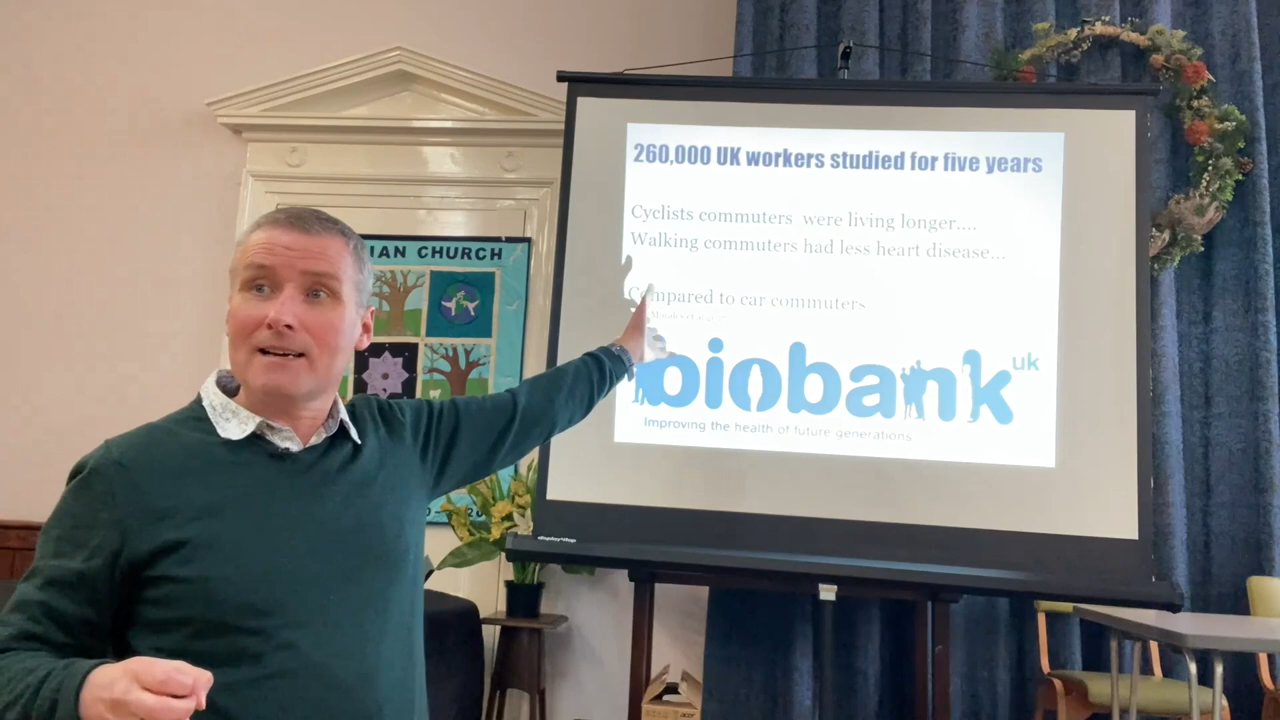 IAN CHURCH
260,000 UK workers studied for five years
Cyclists commuters were living longer....
Walking commuters had less heart disease...
Compared to car commuters
biobank uk
Improving the health of future generations